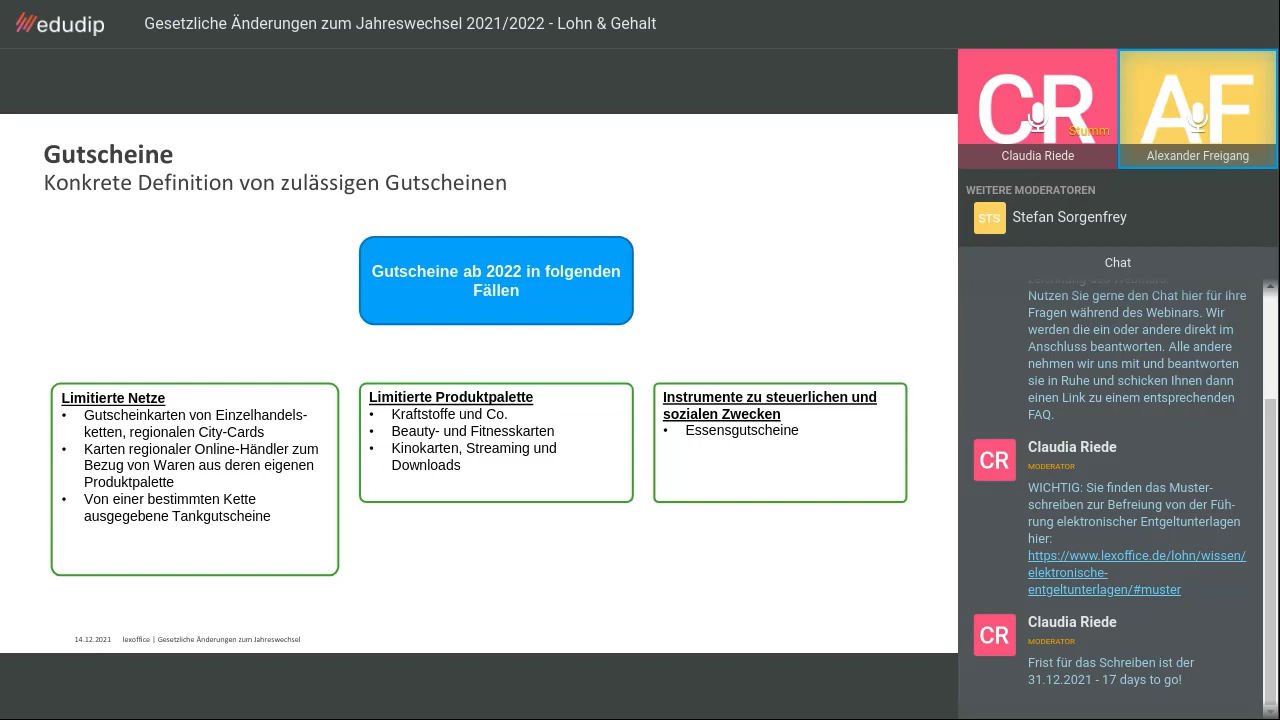 edudip
Gesetzliche Änderungen zum Jahreswechsel 2021/2022 - Lohn & Gehalt
Gutscheine
Konkrete Definition von zulässigen Gutscheinen
Gutscheine ab 2022 in folgenden
Fällen
Limitierte Netze
• Gutscheinkarten von Einzelhandels-
ketten, regionalen City-Cards
• Karten regionaler Online-Händler zum
Bezug von Waren aus deren eigenen
Produktpalette
• Von einer bestimmten Kette
ausgegebene Tankgutscheine
Limitierte Produktpalette
• Kraftstoffe und Co.
• Beauty- und Fitnesskarten
• Kinokarten, Streaming und
Downloads
Instrumente zu steuerlichen und
sozialen Zwecken
• Essensgutscheine
14.12.2021 lexoffice | Gesetzliche Änderungen zum Jahreswechsel
CR
Stumm
Claudia Riede
AF
Alexander Freigang
WEITERE MODERATOREN
STS
Stefan Sorgenfrey
Chat
zeichnung des Webinars.
Nutzen Sie gerne den Chat hier für Ihre
Fragen während des Webinars. Wir
werden die ein oder andere direkt im
Anschluss beantworten. Alle andere
nehmen wir uns mit und beantworten
sie in Ruhe und schicken Ihnen dann
einen Link zu einem entsprechenden
FAQ.
CR
Claudia Riede
MODERATOR
WICHTIG: Sie finden das Muster-
schreiben zur Befreiung von der Füh-
rung elektronischer Entgeltunterlagen
hier:
https://www.lexoffice.de/lohn/wissen/
elektronische-
entgeltunterlagen/#muster
CR
Claudia Riede
MODERATOR
Frist für das Schreiben ist der
31.12.2021 - 17 days to go!